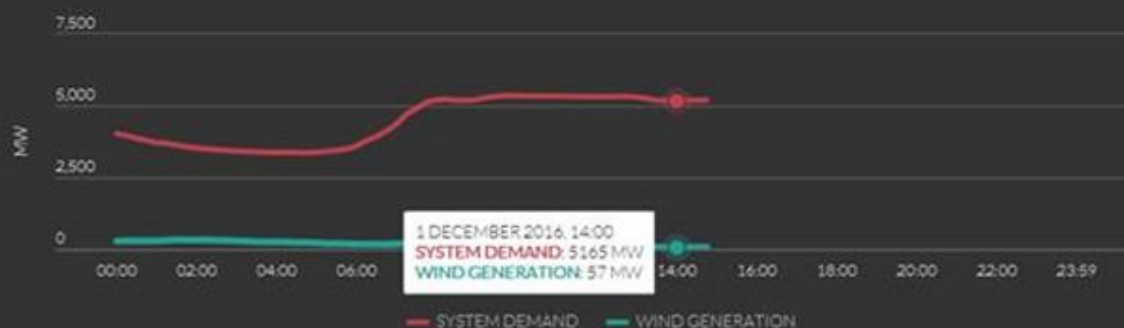 7,500
5,000
MW
2,500
0
1 DECEMBER 2016, 14:00
SYSTEM DEMAND: 5165 MW
WIND GENERATION: 57 MW
00:00 02:00 04:00 06:00 14:00 16:00 18:00 20:00 22:00 23:59
SYSTEM DEMAND WIND GENERATION